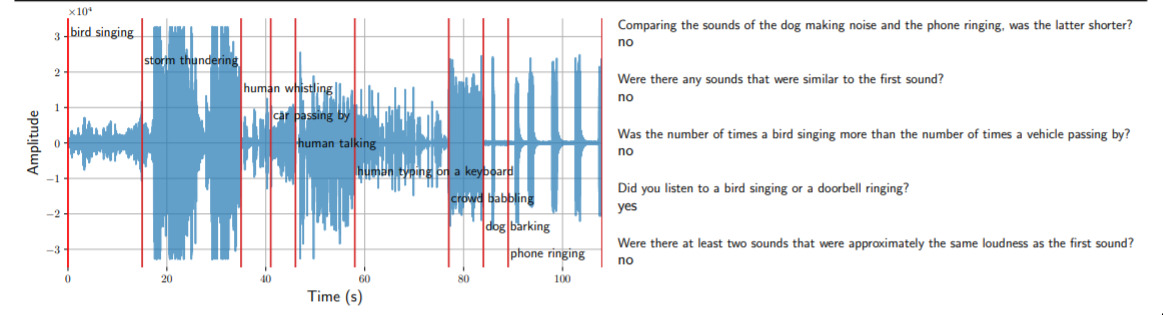 ×10⁴
3
2
1
0
−1
−2
−3
Amplitude
bird singing
storm thundering
human whistling
car passing by
human talking
human typing on a keyboard
crowd babbling
dog barking
phone ringing
0 20 40 60 80 100
Time (s)
Comparing the sounds of the dog making noise and the phone ringing, was the latter shorter?
no
Were there any sounds that were similar to the first sound?
no
Was the number of times a bird singing more than the number of times a vehicle passing by?
no
Did you listen to a bird singing or a doorbell ringing?
yes
Were there at least two sounds that were approximately the same loudness as the first sound?
no